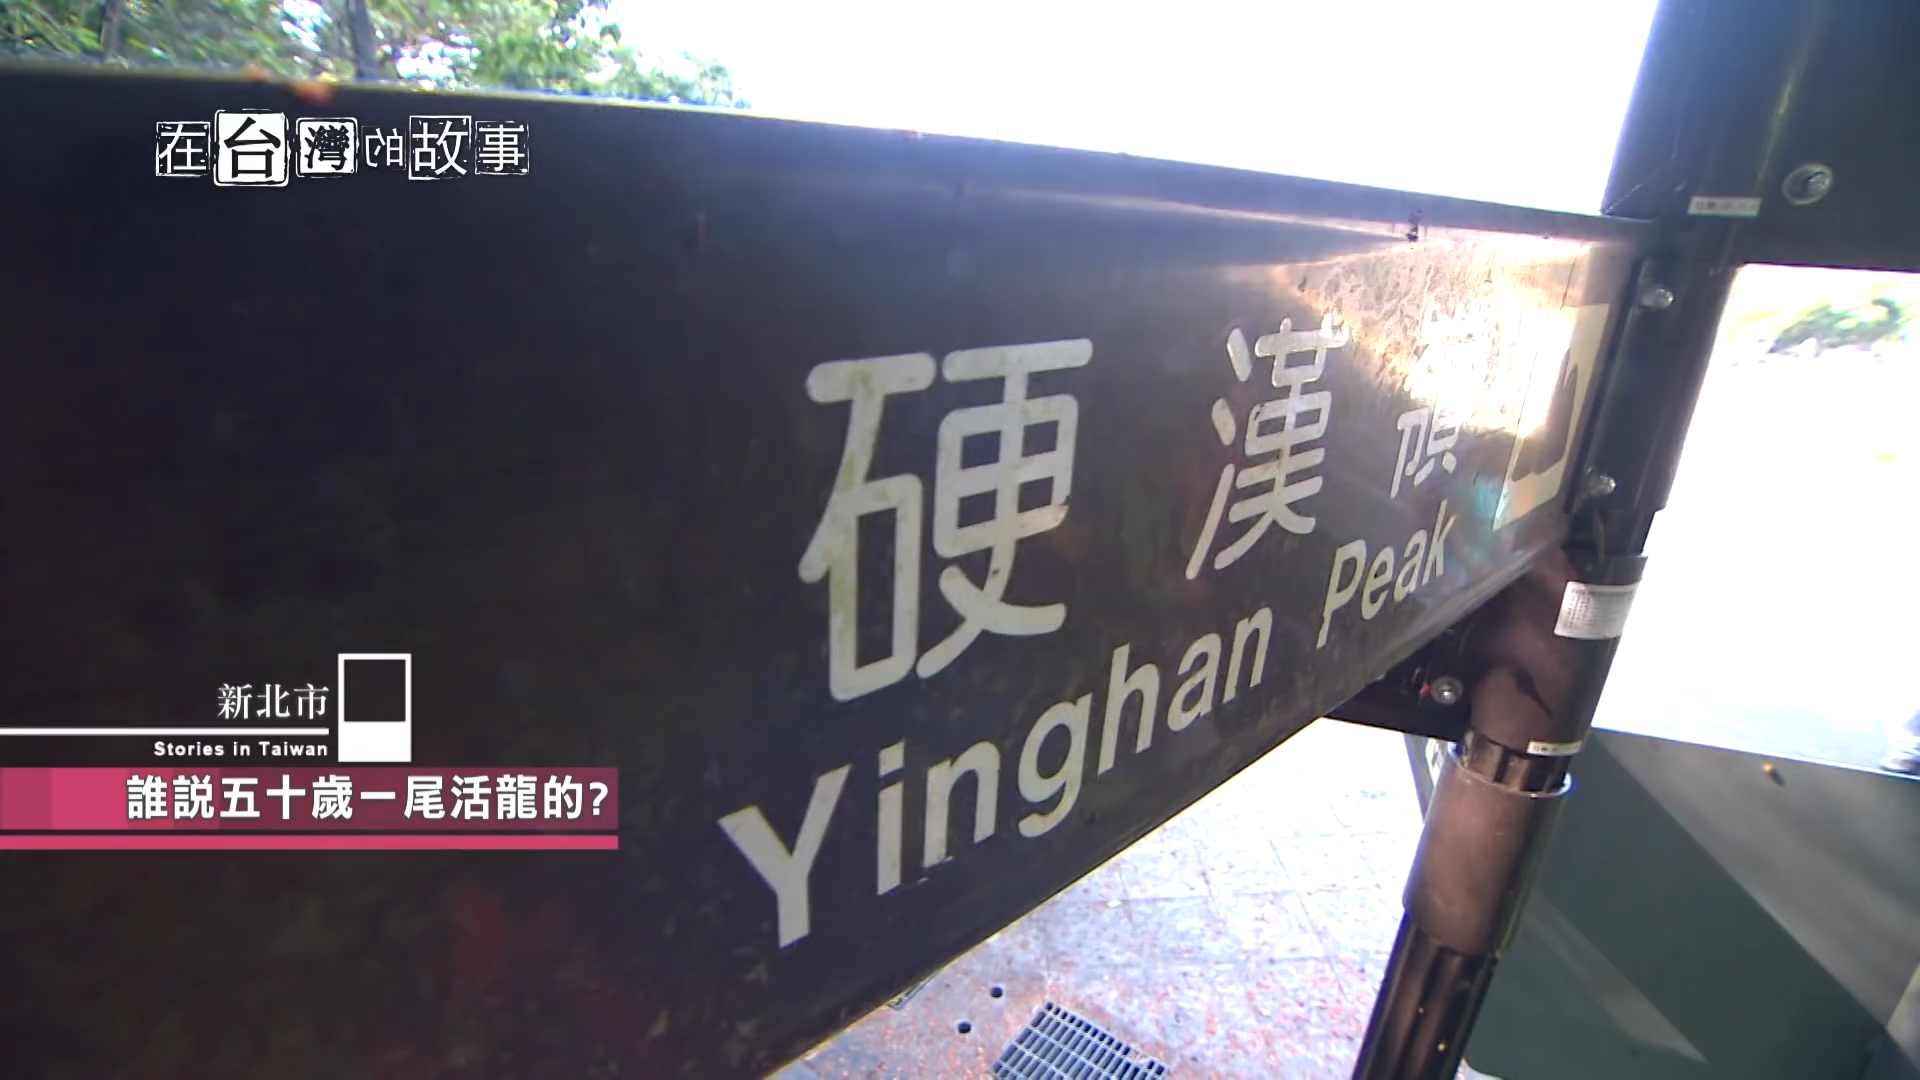 在台灣的故事
硬漢嶺
Yinghan Peak
新北市
Stories in Taiwan
誰説五十歲一尾活龍的?